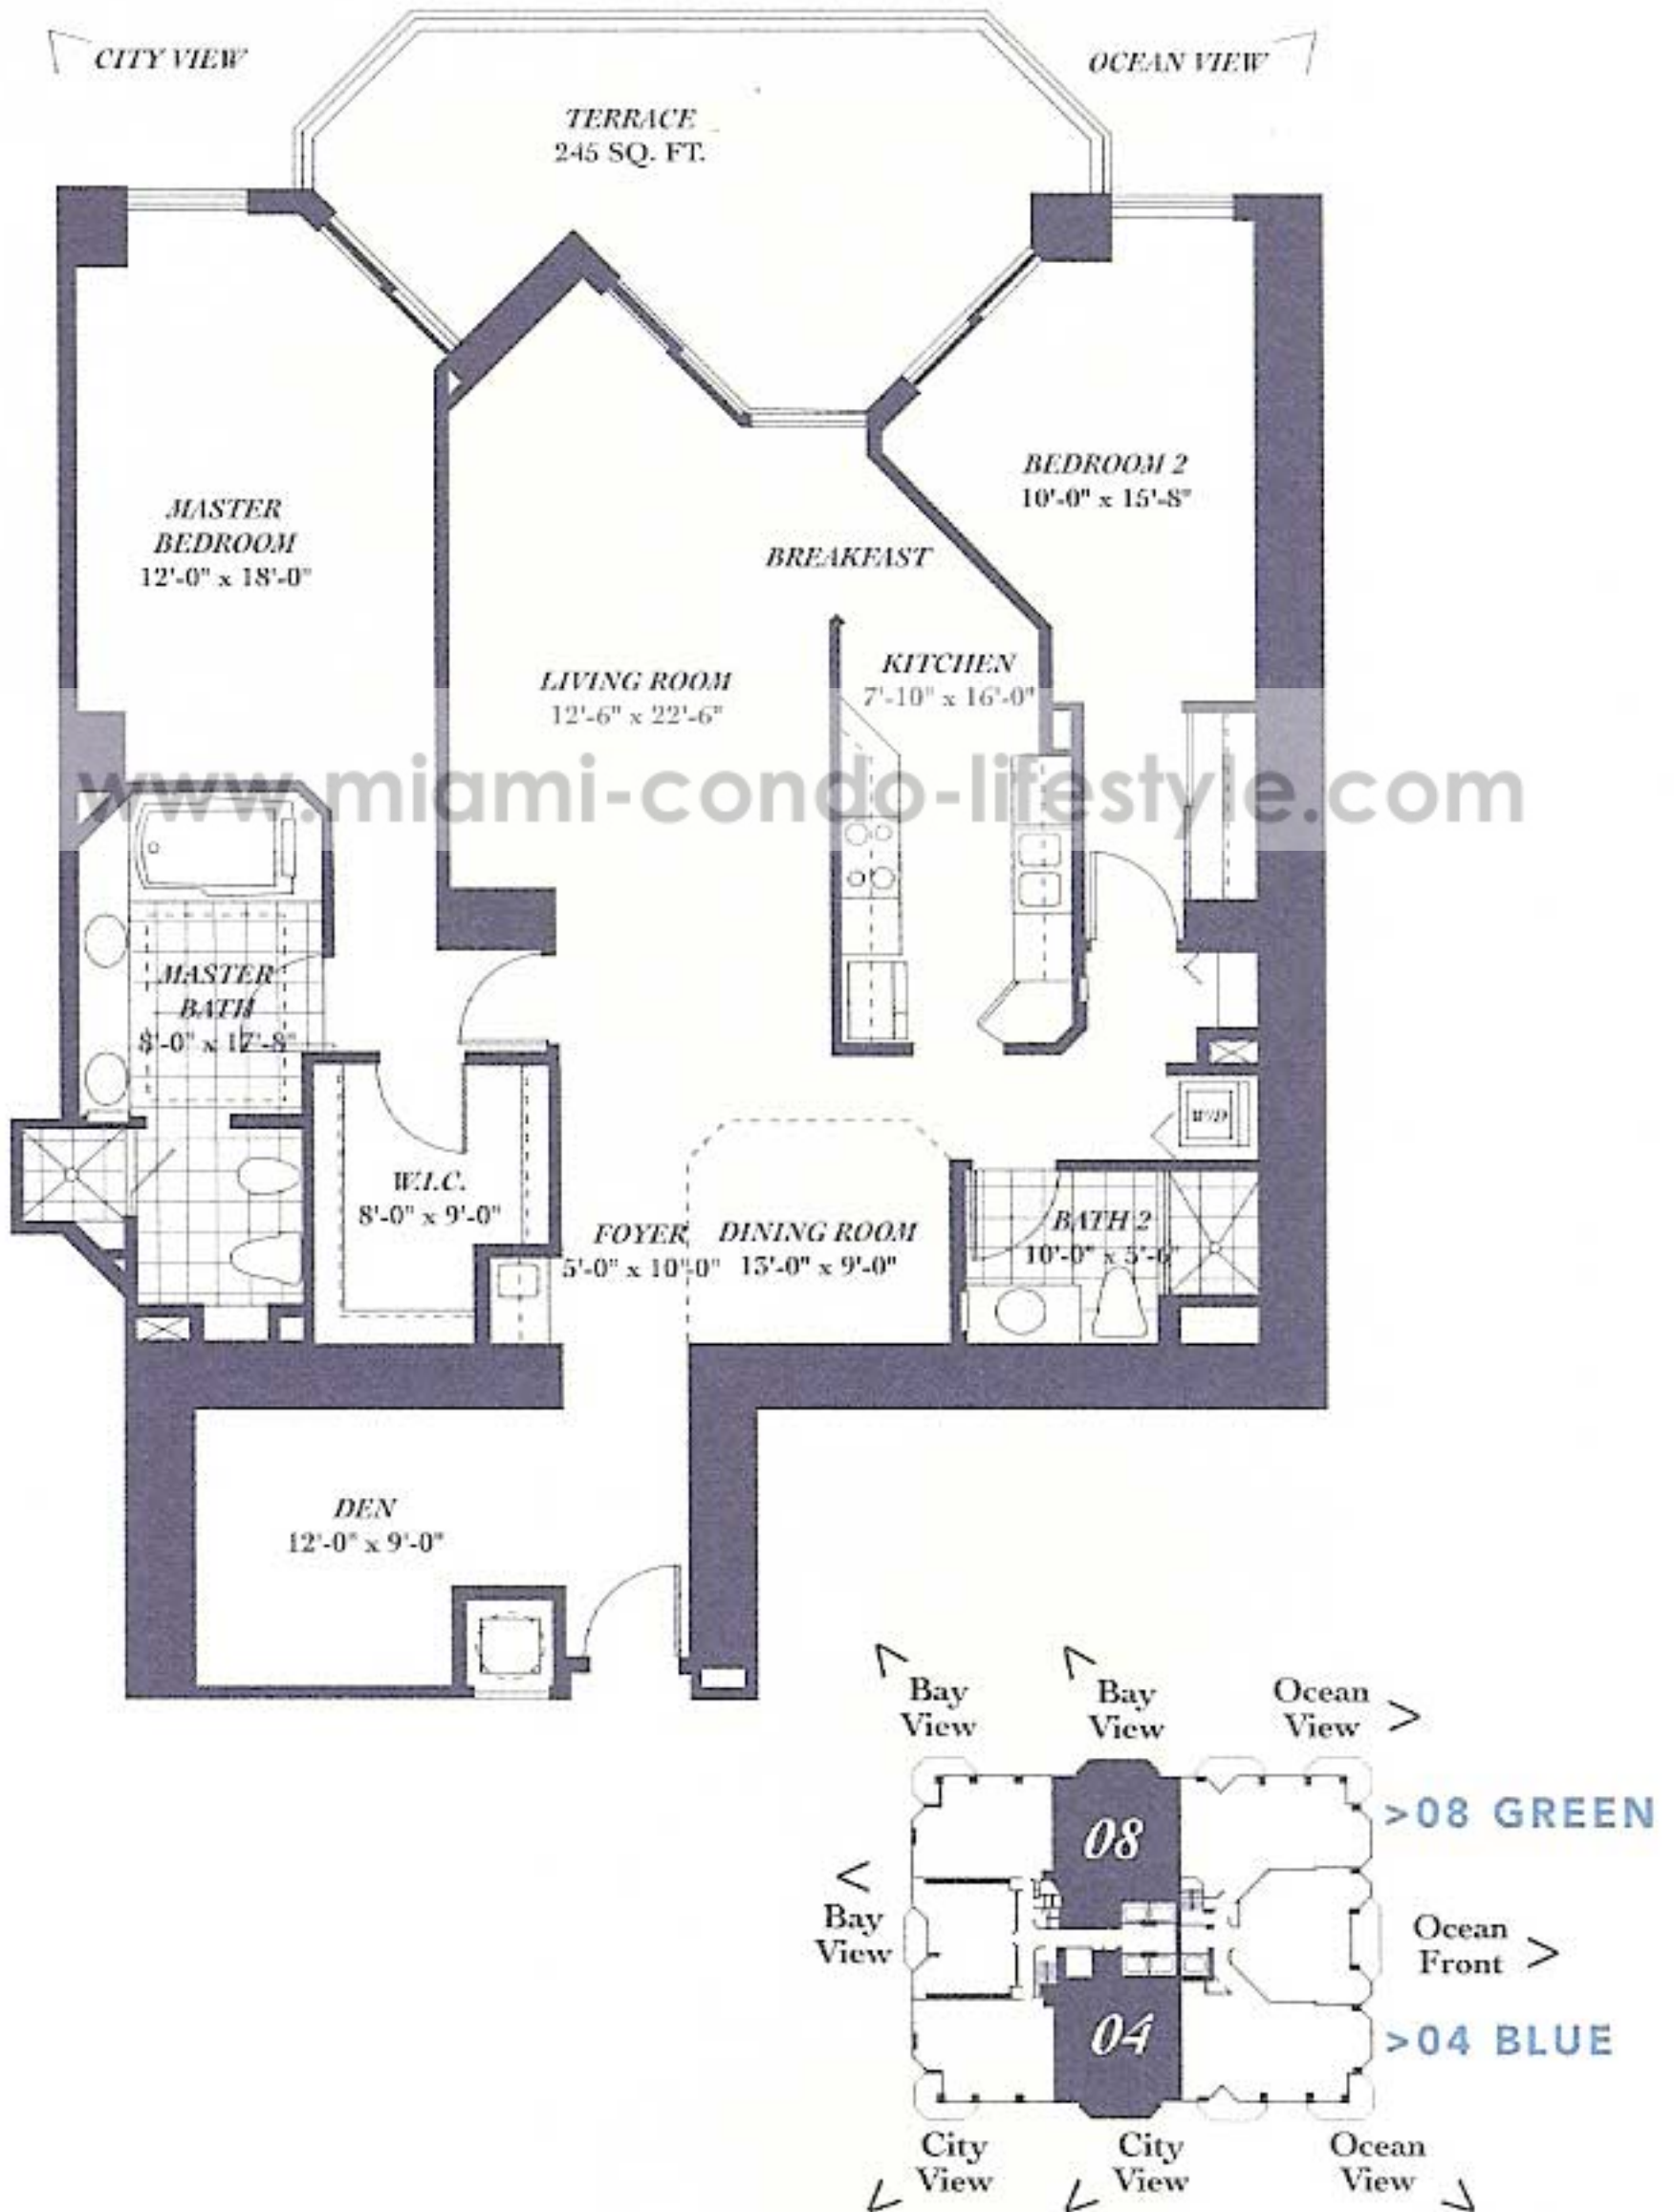 CITY VIEW
OCEAN VIEW
TERRACE
245 SQ. FT.
BEDROOM 2
10'-0" x 15'-8"
MASTER
BEDROOM
12'-0" x 18'-0"
BREAKFAST
KITCHEN
7'-10" x 16'-0"
LIVING ROOM
12'-6" x 22'-6"
www.miami-condo-lifestyle.com
MASTER
BATH
8'-0" x 17'-8"
W/D
W.I.C.
8'-0" x 9'-0"
FOYER
5'-0" x 10'-0"
DINING ROOM
13'-0" x 9'-0"
BATH 2
10'-0" x 5'-6"
DEN
12'-0" x 9'-0"
Bay
View
Bay
View
Ocean
View >
08
>08 GREEN
<
Bay
View
Ocean
Front >
04
>04 BLUE
City
View
City
View
Ocean
View